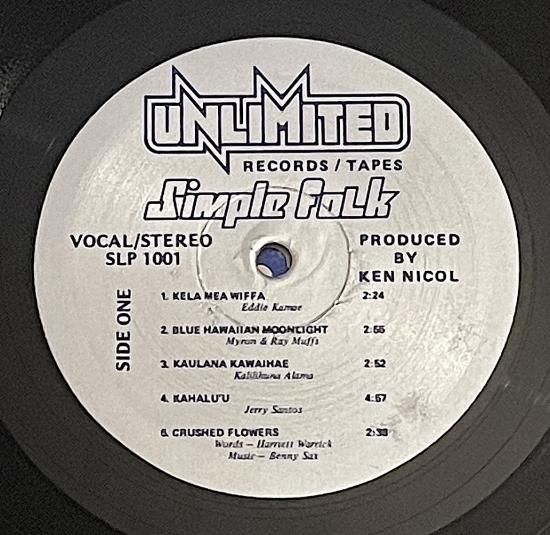 UNLIMITED
RECORDS / TAPES
Simple Folk
VOCAL/STEREO
SLP 1001
PRODUCED
BY
KEN NICOL
SIDE ONE
1. KELA MEA WIFFA 2:24
Eddie Kamae
2. BLUE HAWAIIAN MOONLIGHT 2:55
Myron & Ray Muffs
3. KAULANA KAWAIHAE 2:52
Alama
4. KAHALU'U 4:57
Jerry Santos
5. CRUSHED FLOWERS
Words — Harriett Warrick
Music — Benny Sax